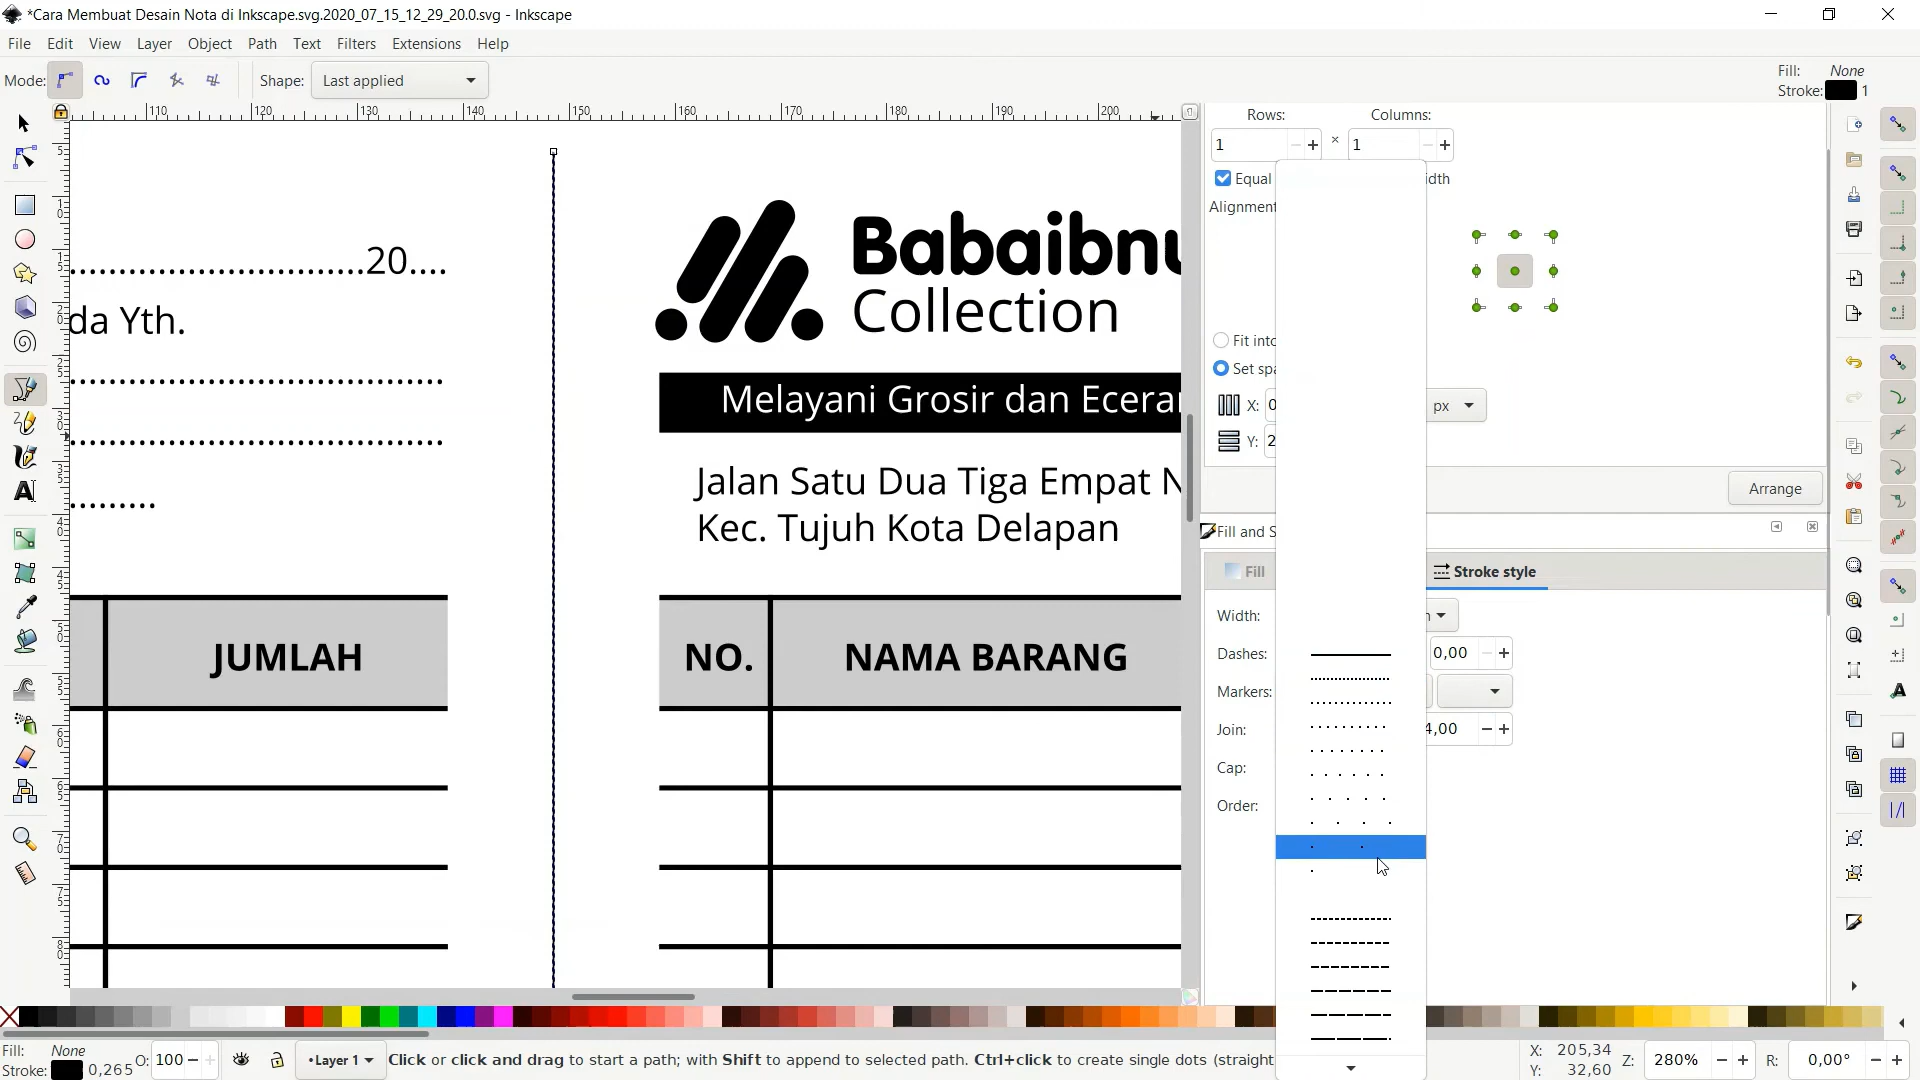 *Cara Membuat Desain Nota di Inkscape.svg.2020_07_15_12_29_20.0.svg - Inkscape
File Edit View Layer Object Path Text Filters Extensions Help
Mode: Shape: Last applied
Fill: None
Stroke: 1
110 120 130 140 150 160 170 180 190 200
Rows: Columns:
1 × 1
Equal idth
Alignment
Fit into
Set spa
X: 0 px
Y: 2
Arrange
Fill and S
Fill Stroke style
Width:
Dashes: 0,00
Markers:
Join: 4,00
Cap:
Order:
.............................20....
da Yth.
JUMLAH
Babaibnu
Collection
Melayani Grosir dan Eceran
Jalan Satu Dua Tiga Empat N
Kec. Tujuh Kota Delapan
NO. NAMA BARANG
Fill: None
Stroke: 0,265
O: 100
•Layer 1
Click or click and drag to start a path; with Shift to append to selected path. Ctrl+click to create single dots (straight
X: 205,34
Y: 32,60
Z: 280%
R: 0,00°